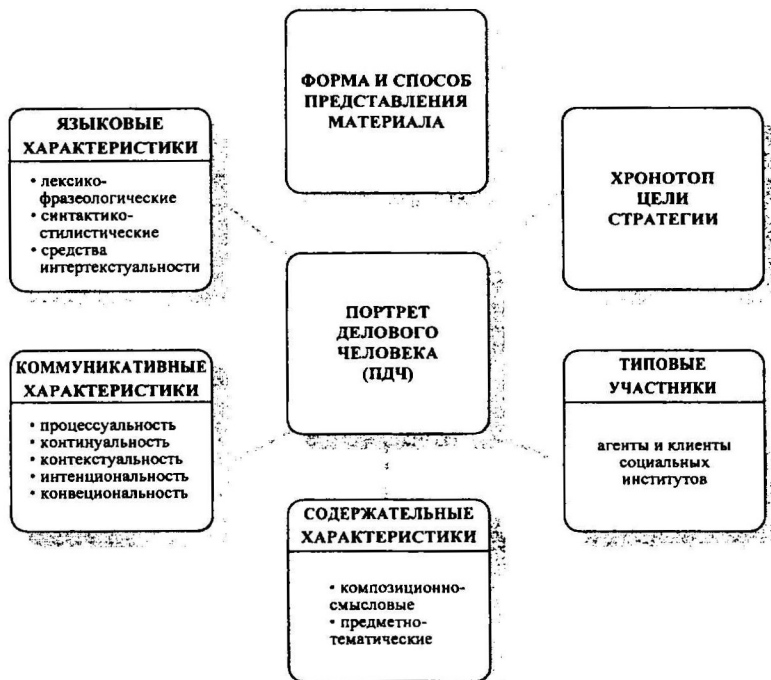 ФОРМА И СПОСОБ
ПРЕДСТАВЛЕНИЯ
МАТЕРИАЛА
ЯЗЫКОВЫЕ
ХАРАКТЕРИСТИКИ
• лексико-
фразеологические
• синтактико-
стилистические
• средства
интертекстуальности
ХРОНОТОП
ЦЕЛИ
СТРАТЕГИИ
ПОРТРЕТ
ДЕЛОВОГО
ЧЕЛОВЕКА
(ПДЧ)
КОММУНИКАТИВНЫЕ
ХАРАКТЕРИСТИКИ
• процессуальность
• континуальность
• контекстуальность
• интенциональность
• конвециональность
ТИПОВЫЕ
УЧАСТНИКИ
агенты и клиенты
социальных
институтов
СОДЕРЖАТЕЛЬНЫЕ
ХАРАКТЕРИСТИКИ
• композиционно-
смысловые
• предметно-
тематические